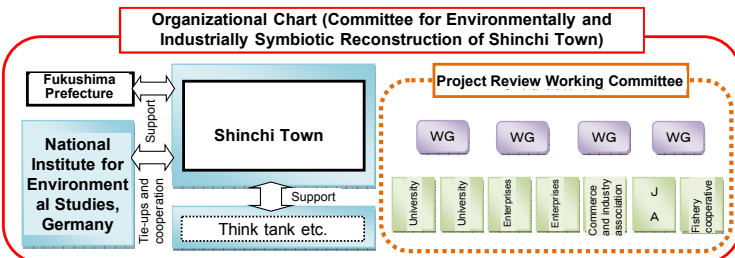 Organizational Chart (Committee for Environmentally and
Industrially Symbiotic Reconstruction of Shinchi Town)
Fukushima
Prefecture
Support
Shinchi Town
National
Institute for
Environment
al Studies,
Germany
Tie-ups and
cooperation
Support
Think tank etc.
Project Review Working Committee
WG
WG
WG
WG
University
University
Enterprises
Enterprises
Commerce
and industry
association
J
A
Fishery
cooperative